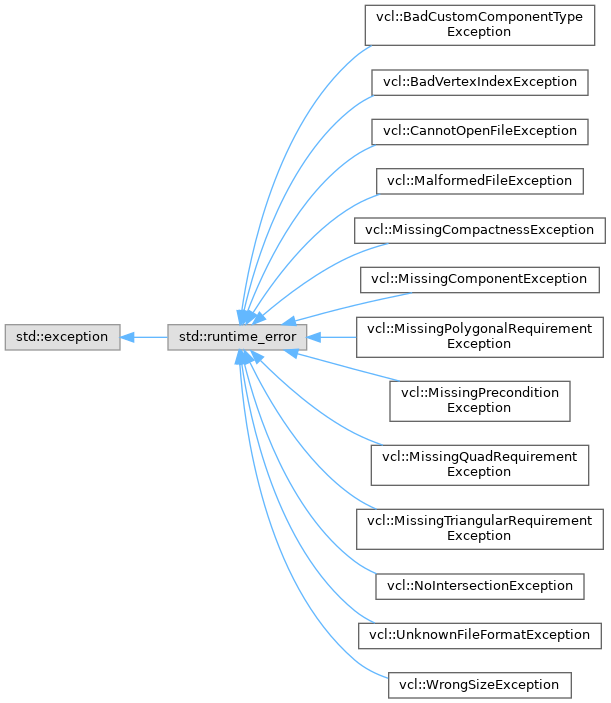 std::exception
std::runtime_error
vcl::BadCustomComponentType
Exception
vcl::BadVertexIndexException
vcl::CannotOpenFileException
vcl::MalformedFileException
vcl::MissingCompactnessException
vcl::MissingComponentException
vcl::MissingPolygonalRequirement
Exception
vcl::MissingPrecondition
Exception
vcl::MissingQuadRequirement
Exception
vcl::MissingTriangularRequirement
Exception
vcl::NoIntersectionException
vcl::UnknownFileFormatException
vcl::WrongSizeException